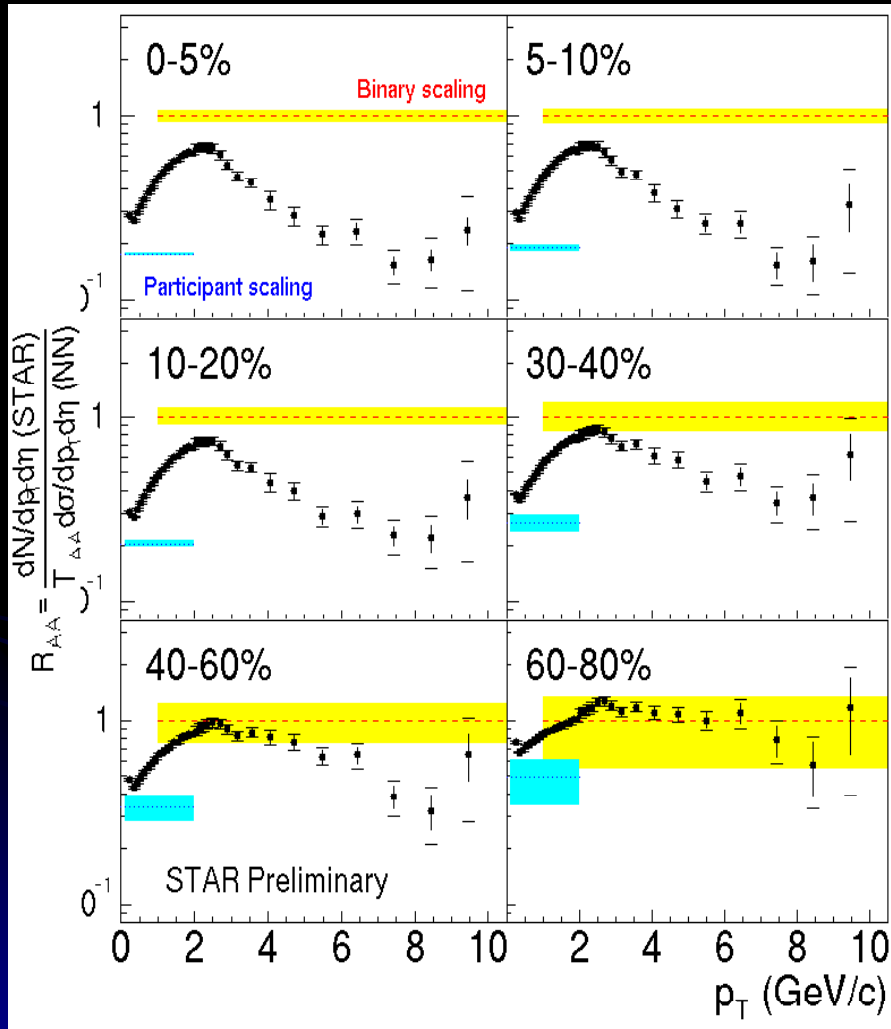 0-5%
5-10%
Binary scaling
1
Participant scaling
)⁻¹
10-20%
30-40%
1
)⁻¹
R_AA = dN/dp_T dη (STAR)
T_AA dσ/dp_T dη (NN)
40-60%
60-80%
1
STAR Preliminary
0⁻¹
0 2 4 6 8 10 2 4 6 8 10
p_T (GeV/c)